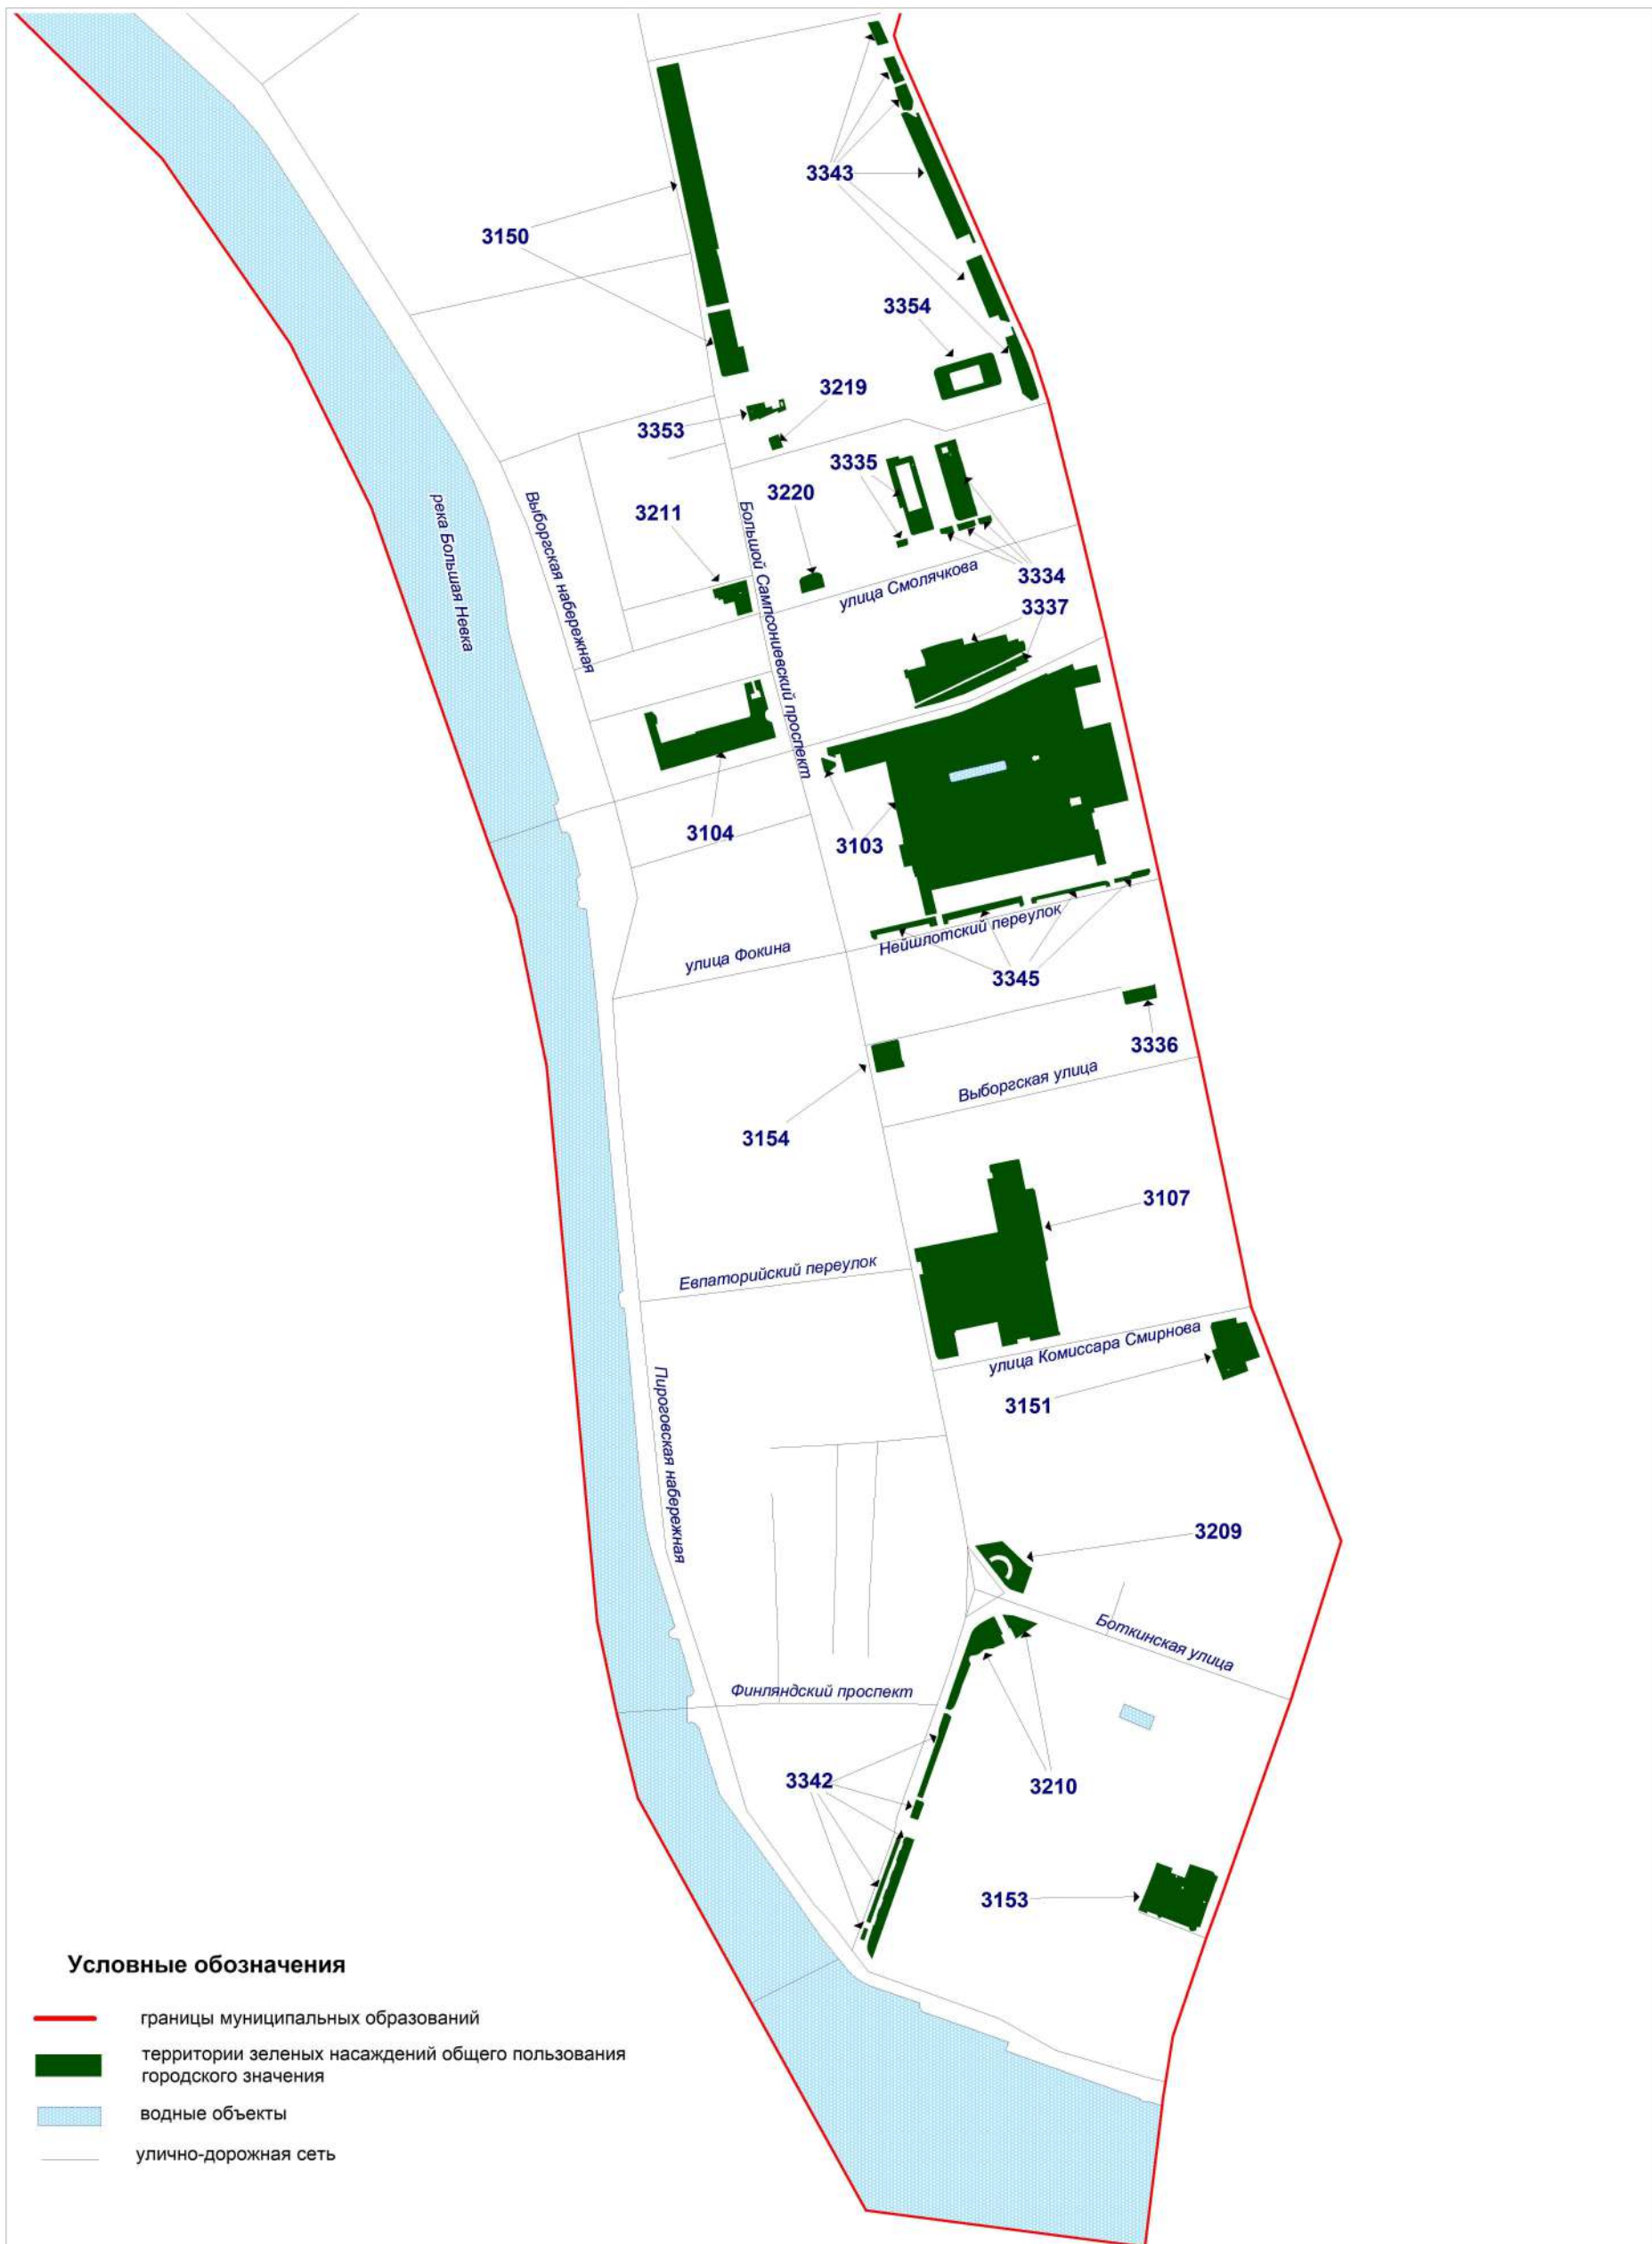 3343
3150
3354
3219
3353
3335
3220
3211
река Большая Невка
Выборгская набережная
Большой Сампсониевский проспект
улица Смолячкова
3334
3337
3104
3103
Нейшлотский переулок
улица Фокина
3345
3336
Выборгская улица
3154
3107
Евпаторийский переулок
улица Комиссара Смирнова
3151
Пироговская набережная
3209
Боткинская улица
Финляндский проспект
3342
3210
3153
Условные обозначения
границы муниципальных образований
территории зеленых насаждений общего пользования
городского значения
водные объекты
улично-дорожная сеть